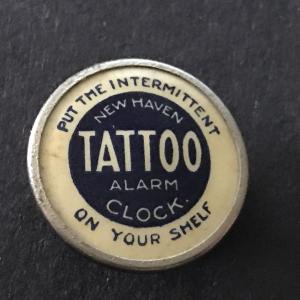 PUT THE INTERMITTENT
NEW HAVEN
TATTOO
ALARM
CLOCK.
ON YOUR SHELF